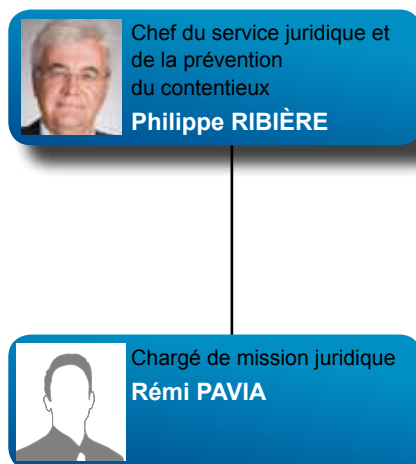 Chef du service juridique et
de la prévention
du contentieux
Philippe RIBIÈRE
Chargé de mission juridique
Rémi PAVIA